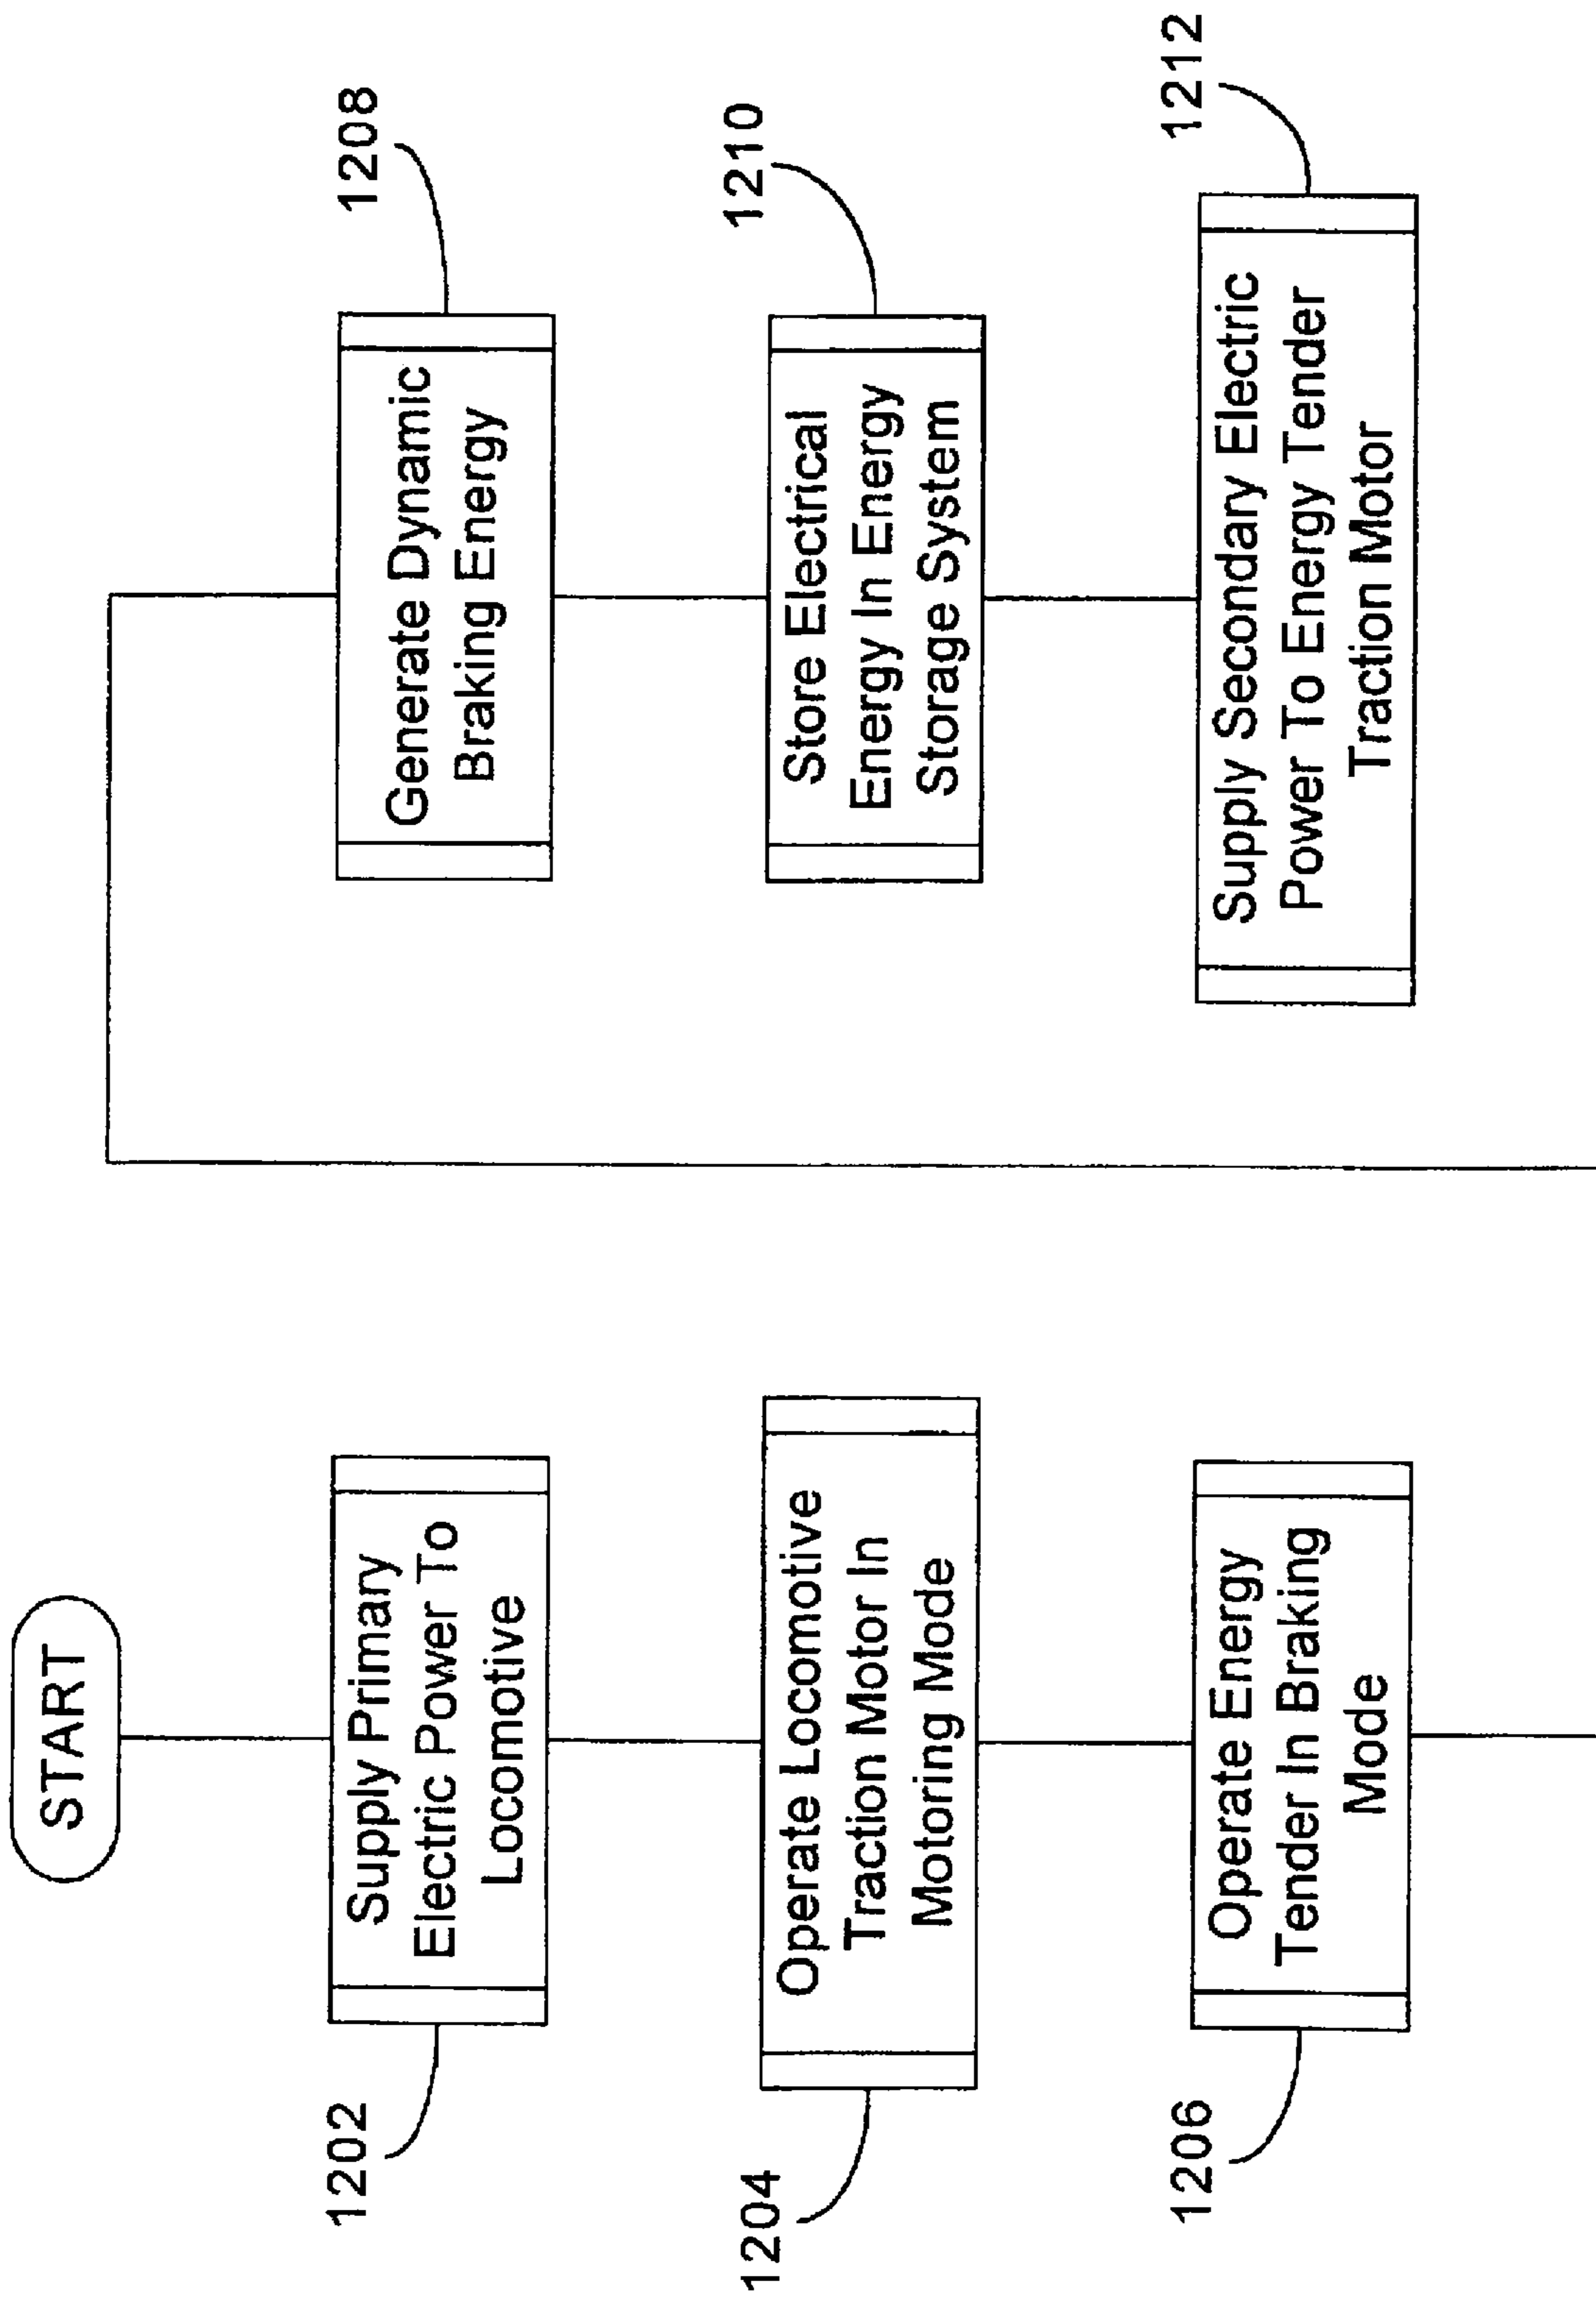 START
1202
Supply Primary
Electric Power To
Locomotive
1204
Operate Locomotive
Traction Motor In
Motoring Mode
1206
Operate Energy
Tender In Braking
Mode
1208
Generate Dynamic
Braking Energy
1210
Store Electrical
Energy In Energy
Storage System
1212
Supply Secondary Electric
Power To Energy Tender
Traction Motor